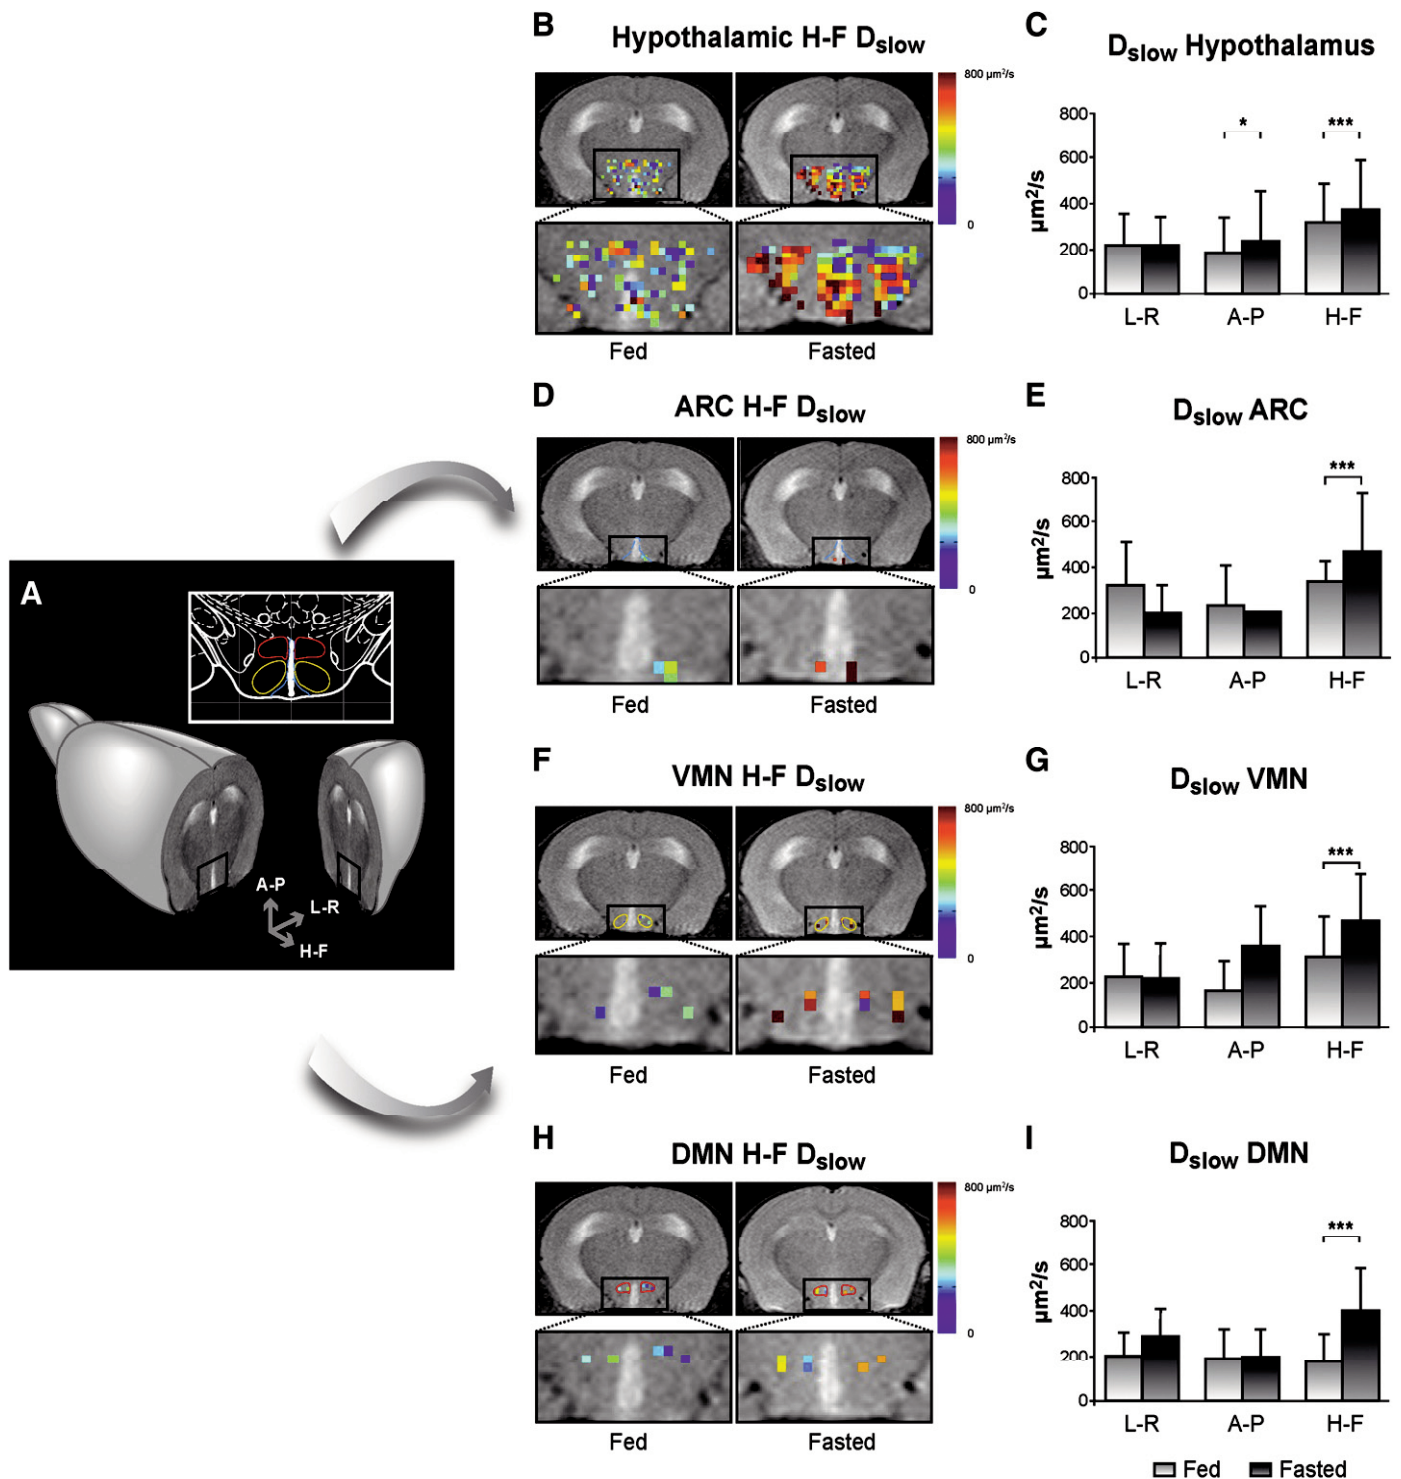 A
A-P
L-R
H-F
B
Hypothalamic H-F Dslow
800 µm²/s
0
Fed
Fasted
C
Dslow Hypothalamus
µm²/s
800
600
400
200
0
*
***
L-R
A-P
H-F
D
ARC H-F Dslow
800 µm²/s
0
Fed
Fasted
E
Dslow ARC
µm²/s
800
600
400
200
0
***
L-R
A-P
H-F
F
VMN H-F Dslow
800 µm²/s
0
Fed
Fasted
G
Dslow VMN
µm²/s
800
600
400
200
0
***
L-R
A-P
H-F
H
DMN H-F Dslow
800 µm²/s
0
Fed
Fasted
I
Dslow DMN
µm²/s
800
600
400
200
0
***
L-R
A-P
H-F
Fed
Fasted